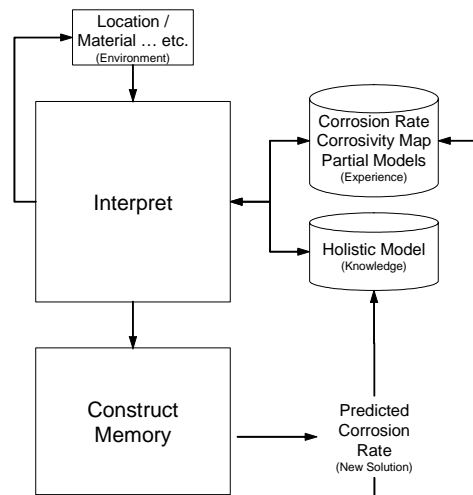 Location /
Material … etc.
(Environment)
Interpret
Corrosion Rate
Corrosivity Map
Partial Models
(Experience)
Holistic Model
(Knowledge)
Construct
Memory
Predicted
Corrosion
Rate
(New Solution)